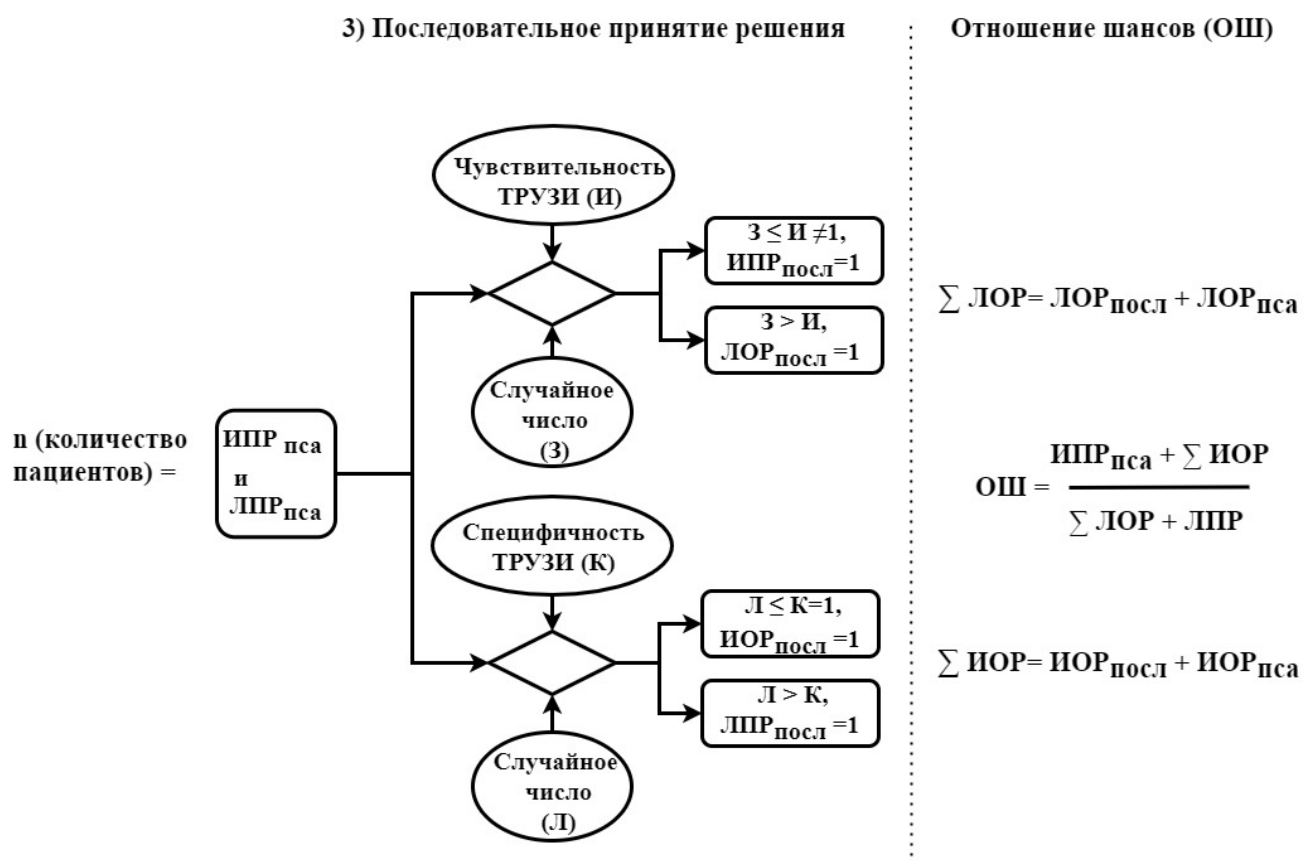 3) Последовательное принятие решения
Отношение шансов (ОШ)
Чувствительность
ТРУЗИ (И)
З ≤ И ≠1,
ИПРпосл=1
З > И,
ЛОРпосл =1
Случайное
число
(З)
∑ ЛОР= ЛОРпосл + ЛОРпса
n (количество
пациентов) =
ИПР пса
и
ЛПРпса
ИПРпса + ∑ ИОР
ОШ =
∑ ЛОР + ЛПР
Специфичность
ТРУЗИ (К)
Л ≤ К=1,
ИОРпосл =1
Л > К,
ЛПРпосл =1
Случайное
число
(Л)
∑ ИОР= ИОРпосл + ИОРпса